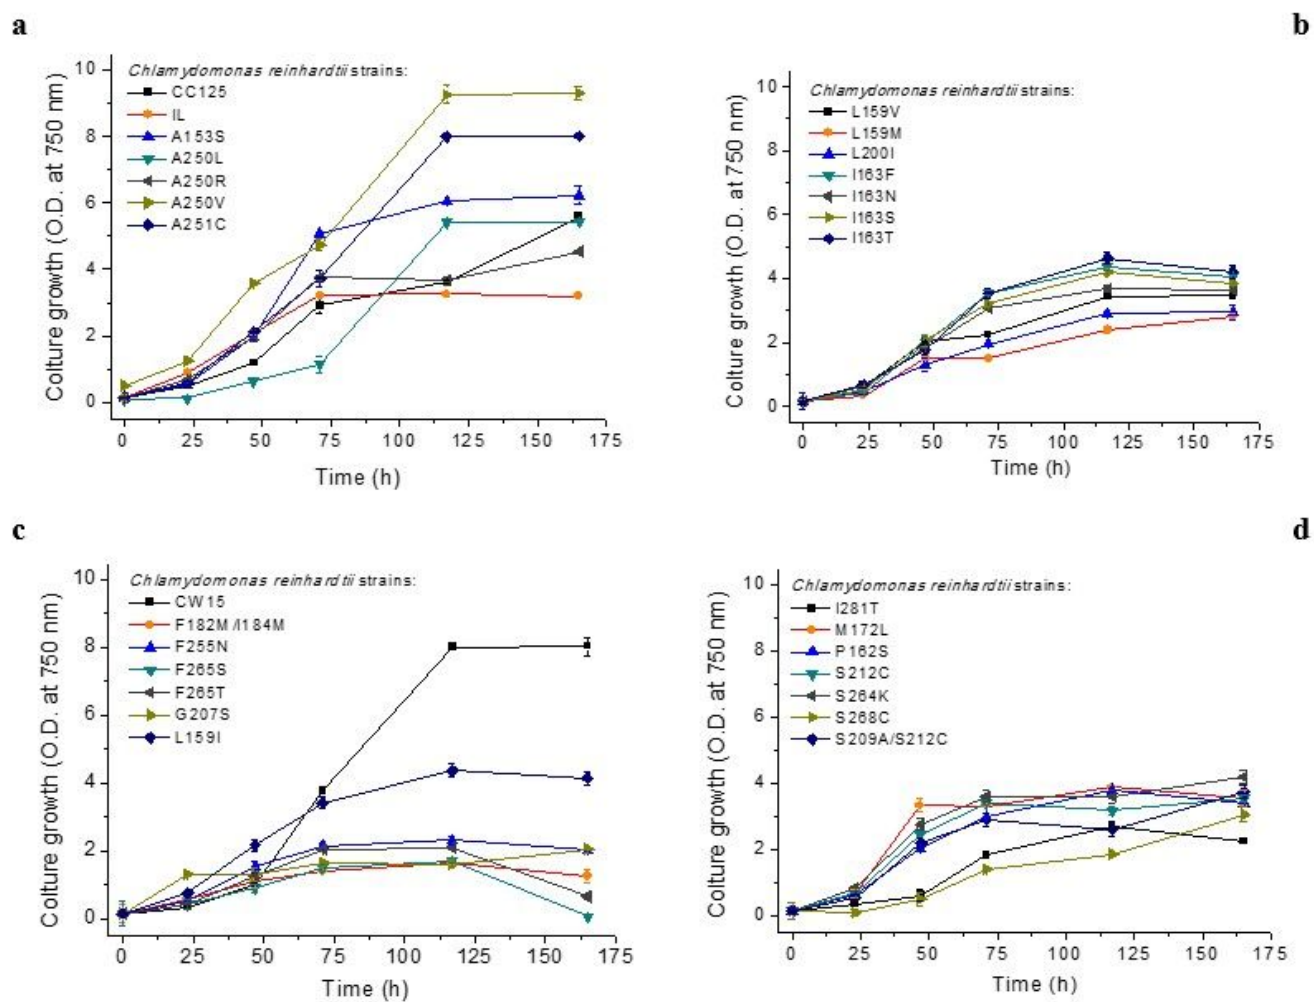 a
Chlamydomonas reinhardtii strains:
CC125
IL
A153S
A250L
A250R
A250V
A251C
Colture growth (O.D. at 750 nm)
10
8
6
4
2
0
0 25 50 75 100 125 150 175
Time (h)
b
Chlamydomonas reinhardtii strains:
L159V
L159M
L200I
I163F
I163N
I163S
I163T
Colture growth (O.D. at 750 nm)
10
8
6
4
2
0
0 25 50 75 100 125 150 175
Time (h)
c
Chlamydomonas reinhardtii strains:
CW15
F182M/I184M
F255N
F265S
F265T
G207S
L159I
Colture growth (O.D. at 750 nm)
10
8
6
4
2
0
0 25 50 75 100 125 150 175
Time (h)
d
Chlamydomonas reinhardtii strains:
I281T
M172L
P162S
S212C
S264K
S268C
S209A/S212C
Colture growth (O.D. at 750 nm)
10
8
6
4
2
0
0 25 50 75 100 125 150 175
Time (h)